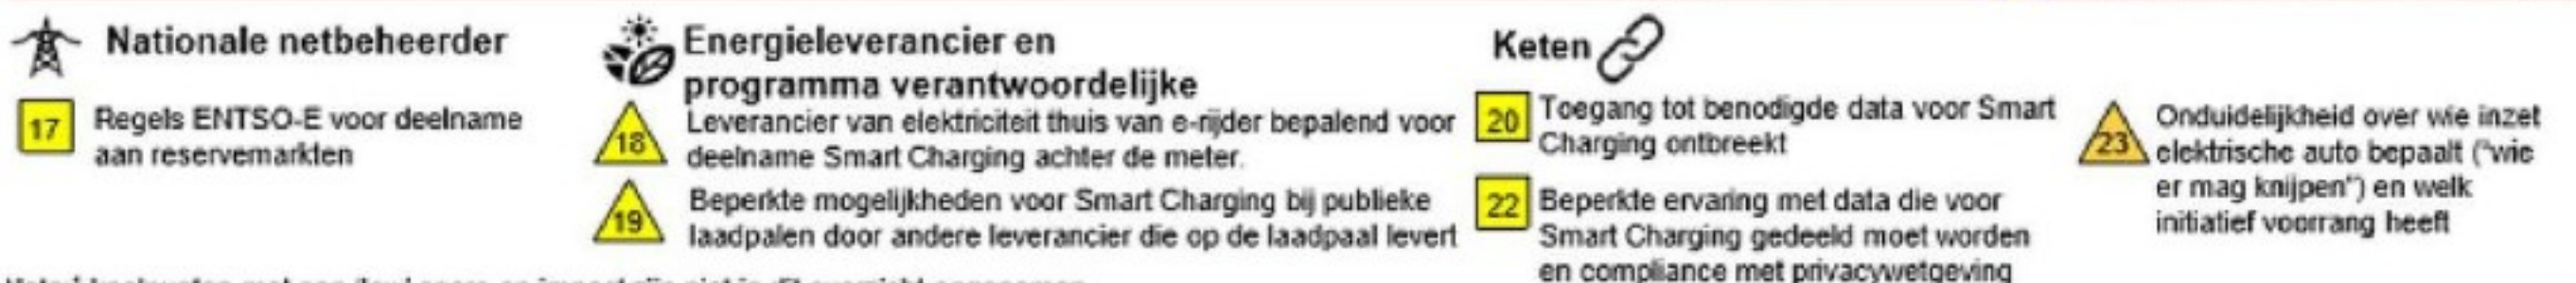 Nationale netbeheerder
17
Regels ENTSO-E voor deelname
aan reservemarkten
Energieleverancier en
programma verantwoordelijke
18
Leverancier van elektriciteit thuis van e-rijder bepalend voor
deelname Smart Charging achter de meter.
19
Beperkte mogelijkheden voor Smart Charging bij publieke
laadpalen door andere leverancier die op de laadpaal levert
Keten
20
Toegang tot benodigde data voor Smart
Charging ontbreekt
22
Beperkte ervaring met data die voor
Smart Charging gedeeld moet worden
en compliance met privacywetgeving
23
Onduidelijkheid over wie inzet
elektrische auto bepaalt ("wie
er mag knijpen") en welk
initiatief voorrang heeft